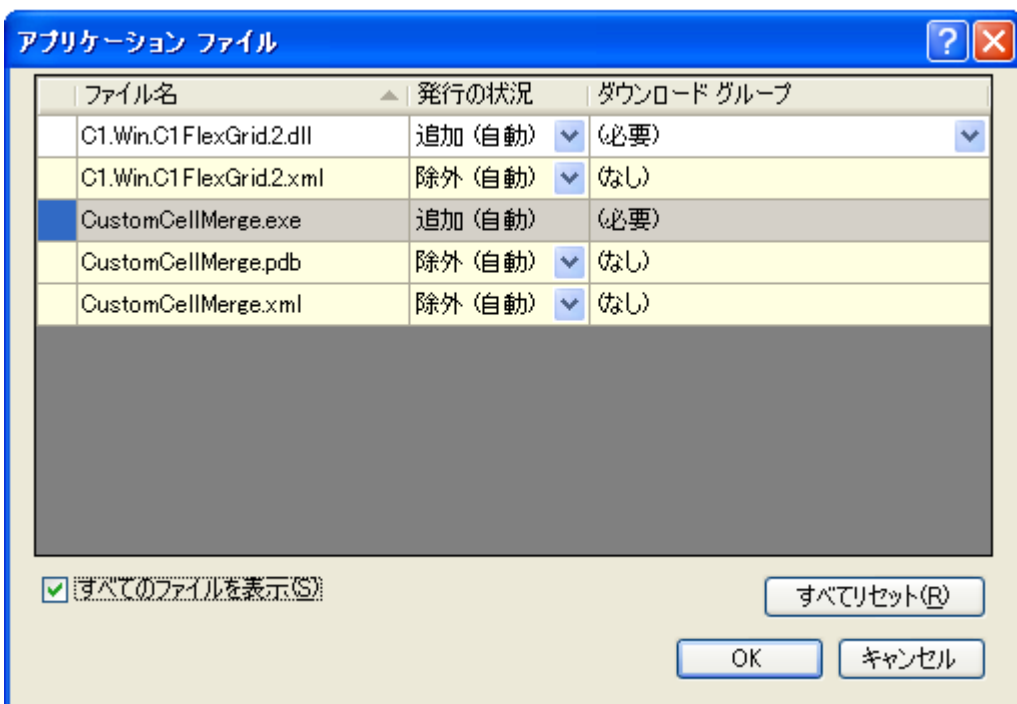 アプリケーション ファイル
ファイル名 発行の状況 ダウンロード グループ
C1.Win.C1FlexGrid.2.dll 追加 (自動) (必要)
C1.Win.C1FlexGrid.2.xml 除外 (自動) (なし)
CustomCellMerge.exe 追加 (自動) (必要)
CustomCellMerge.pdb 除外 (自動) (なし)
CustomCellMerge.xml 除外 (自動) (なし)
すべてのファイルを表示(S)
すべてリセット(R)
OK キャンセル